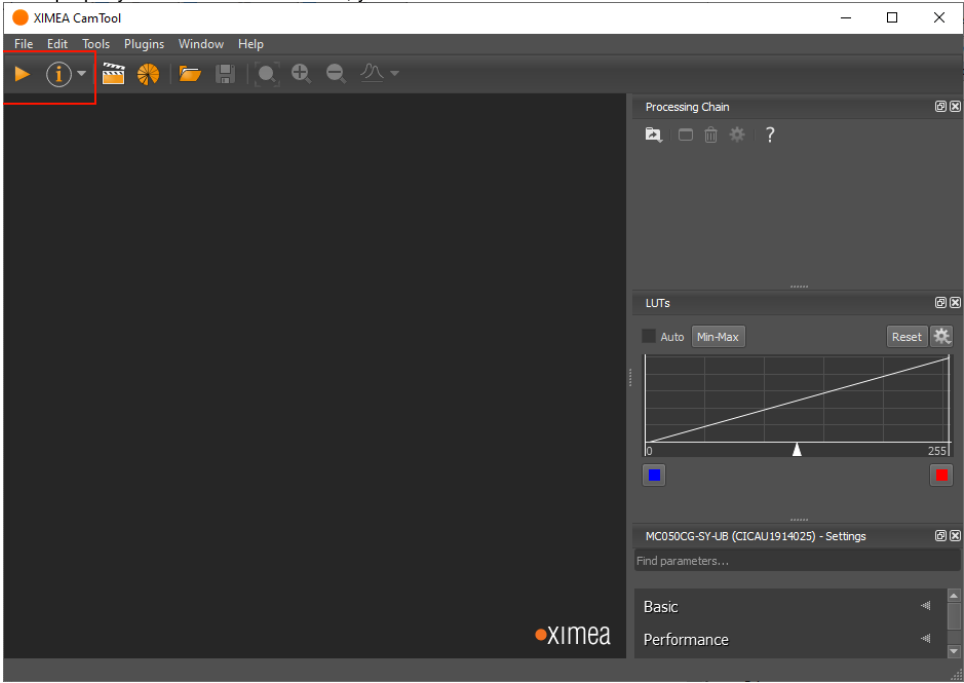 XIMEA CamTool
File Edit Tools Plugins Window Help
Processing Chain
?
LUTs
Auto Min-Max Reset
0 255
MC050CG-SY-UB (CICAU1914025) - Settings
Find parameters...
Basic
Performance
ximea